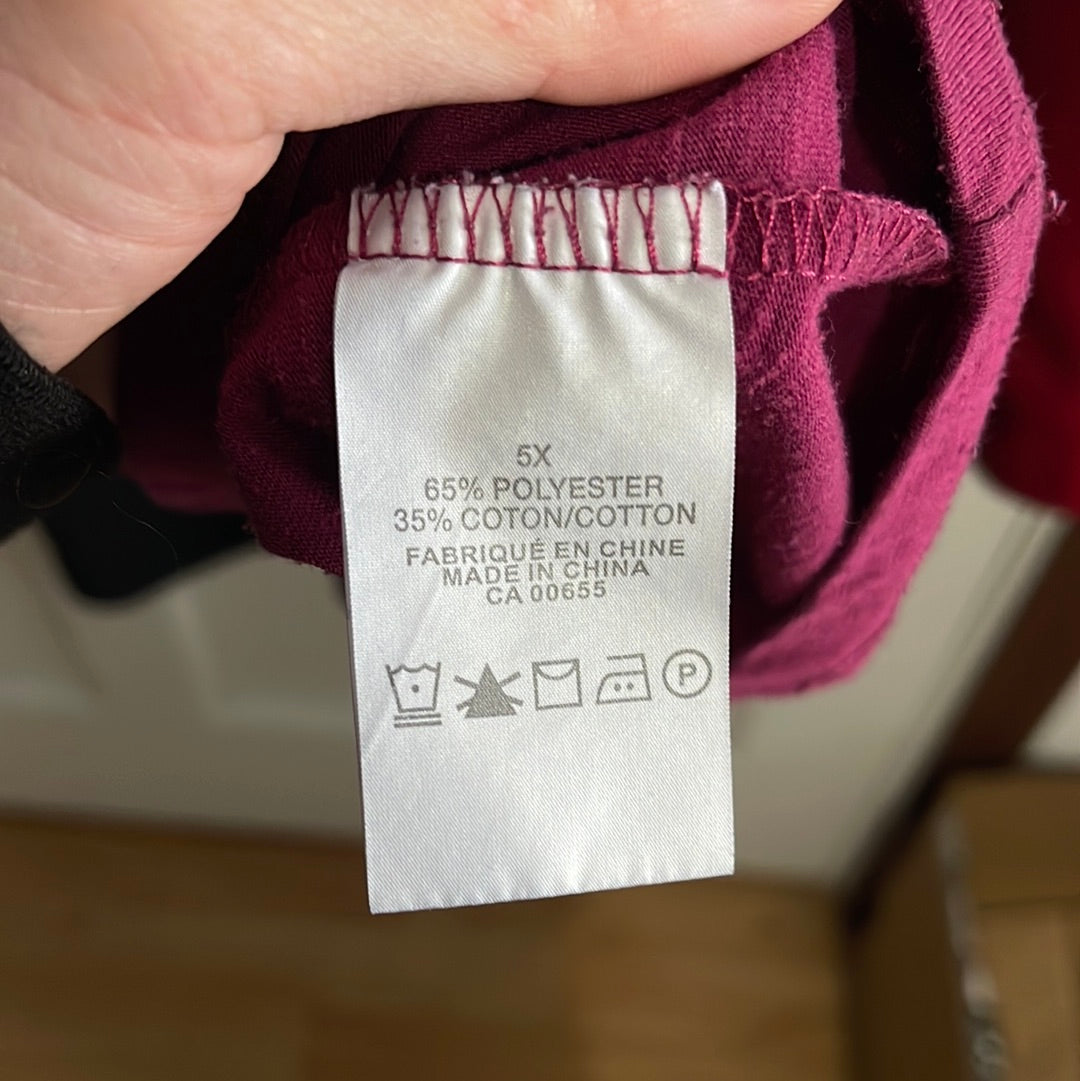 5X
65% POLYESTER
35% COTON/COTTON
FABRIQUÉ EN CHINE
MADE IN CHINA
CA 00655
P